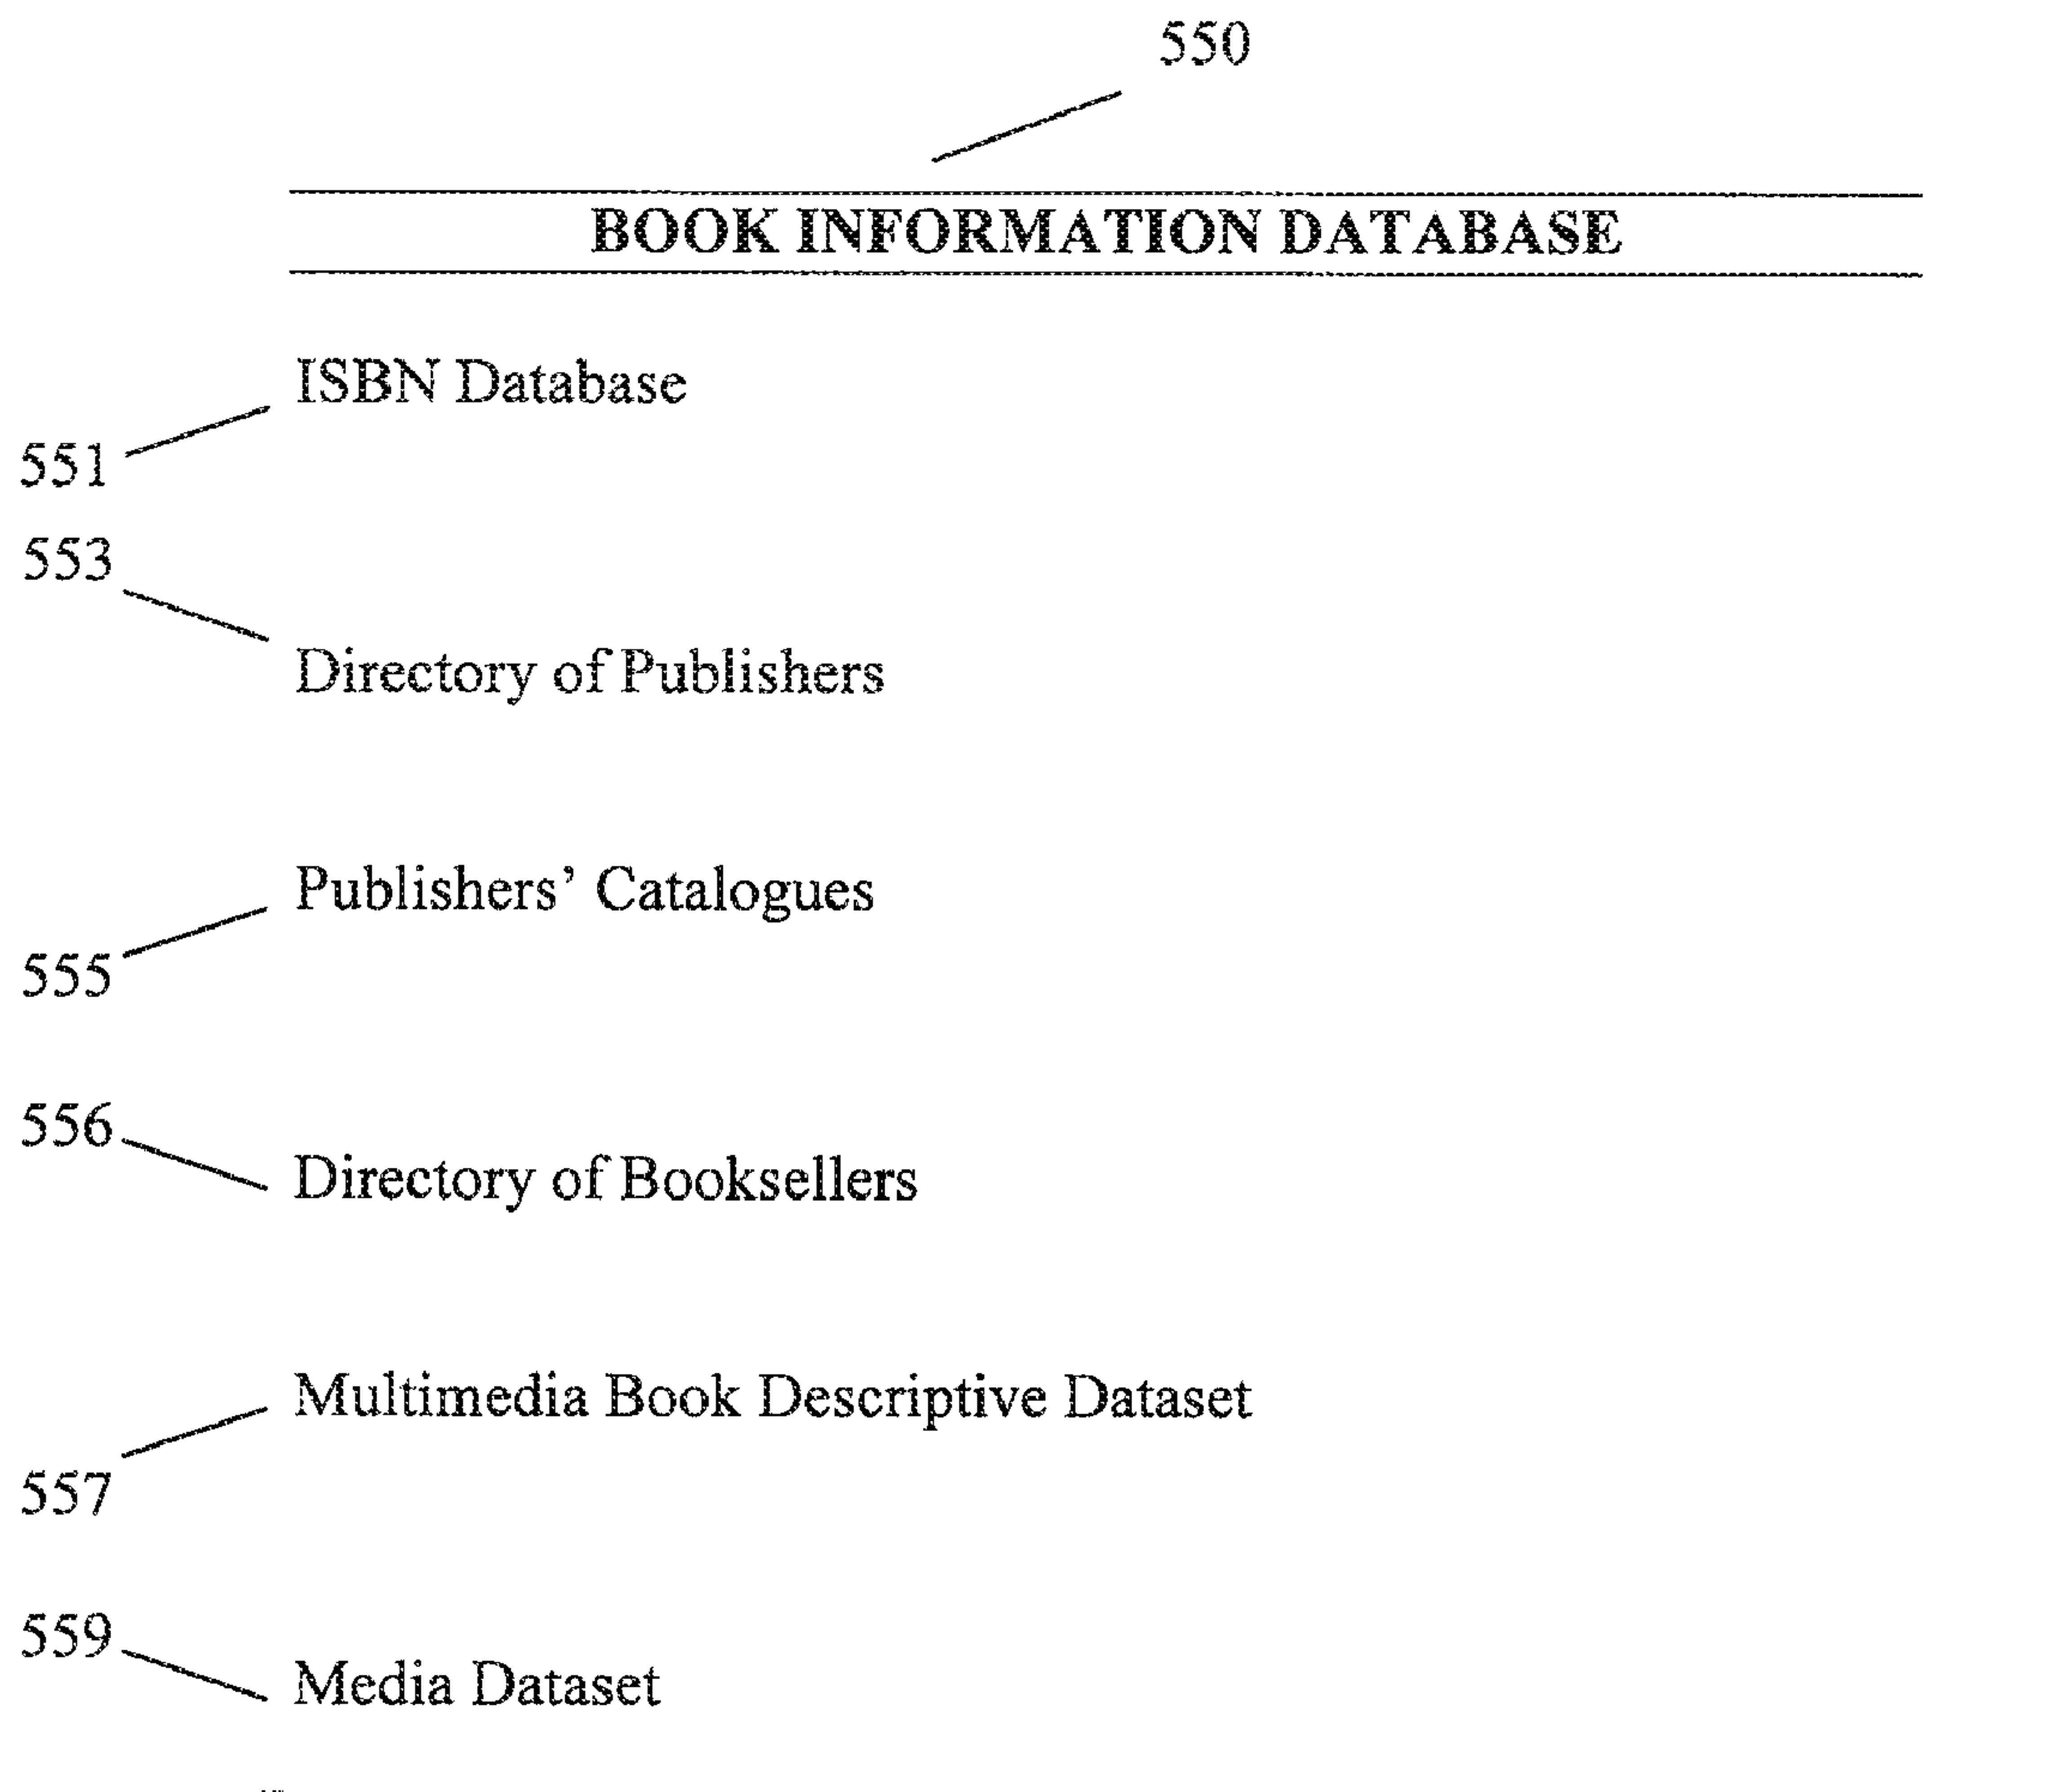 550
BOOK INFORMATION DATABASE
ISBN Database
551
553
Directory of Publishers
Publishers’ Catalogues
555
556
Directory of Booksellers
Multimedia Book Descriptive Dataset
557
559
Media Dataset